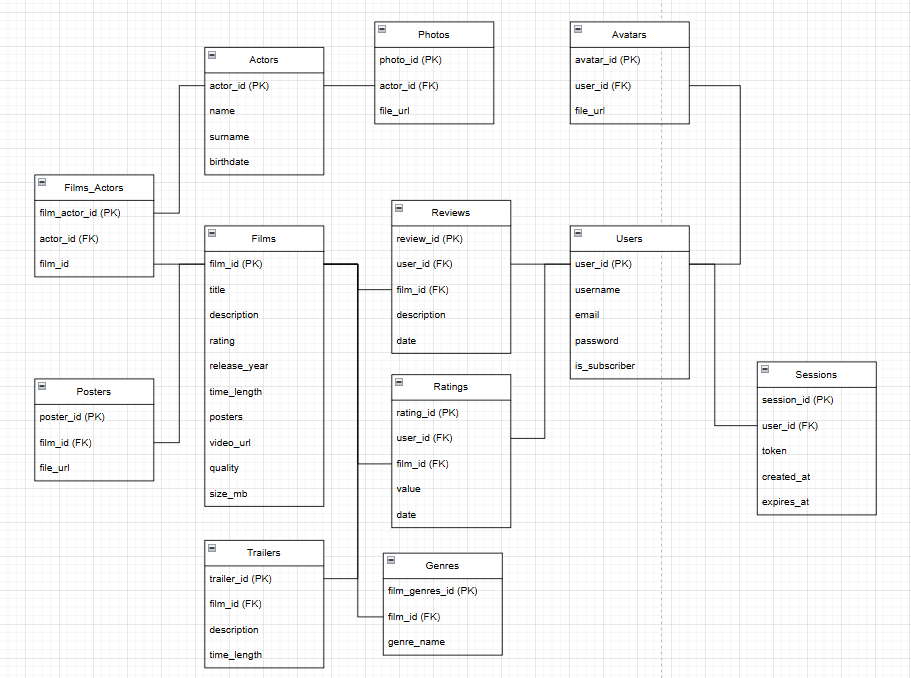 Photos
photo_id (PK)
actor_id (FK)
file_url
Avatars
avatar_id (PK)
user_id (FK)
file_url
Actors
actor_id (PK)
name
surname
birthdate
Films_Actors
film_actor_id (PK)
actor_id (FK)
film_id
Films
film_id (PK)
title
description
rating
release_year
time_length
posters
video_url
quality
size_mb
Reviews
review_id (PK)
user_id (FK)
film_id (FK)
description
date
Users
user_id (PK)
username
email
password
is_subscriber
Posters
poster_id (PK)
film_id (FK)
file_url
Ratings
rating_id (PK)
user_id (FK)
film_id (FK)
value
date
Sessions
session_id (PK)
user_id (FK)
token
created_at
expires_at
Trailers
trailer_id (PK)
film_id (FK)
description
time_length
Genres
film_genres_id (PK)
film_id (FK)
genre_name